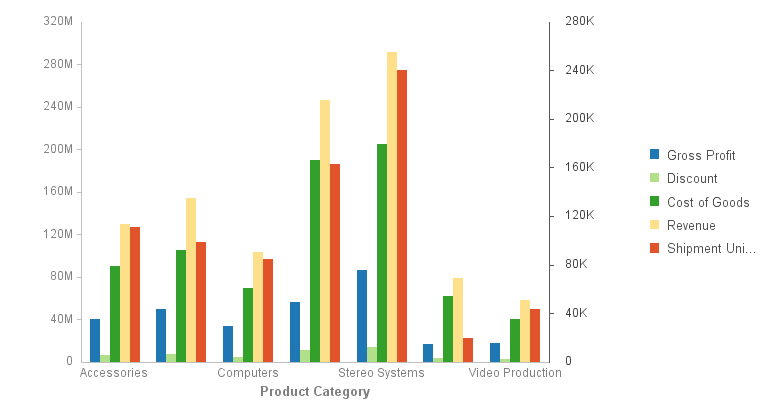 320M
280M
240M
200M
160M
120M
80M
40M
0
280K
240K
200K
160K
120K
80K
40K
0
Accessories Computers Stereo Systems Video Production
Product Category
Gross Profit
Discount
Cost of Goods
Revenue
Shipment Uni...